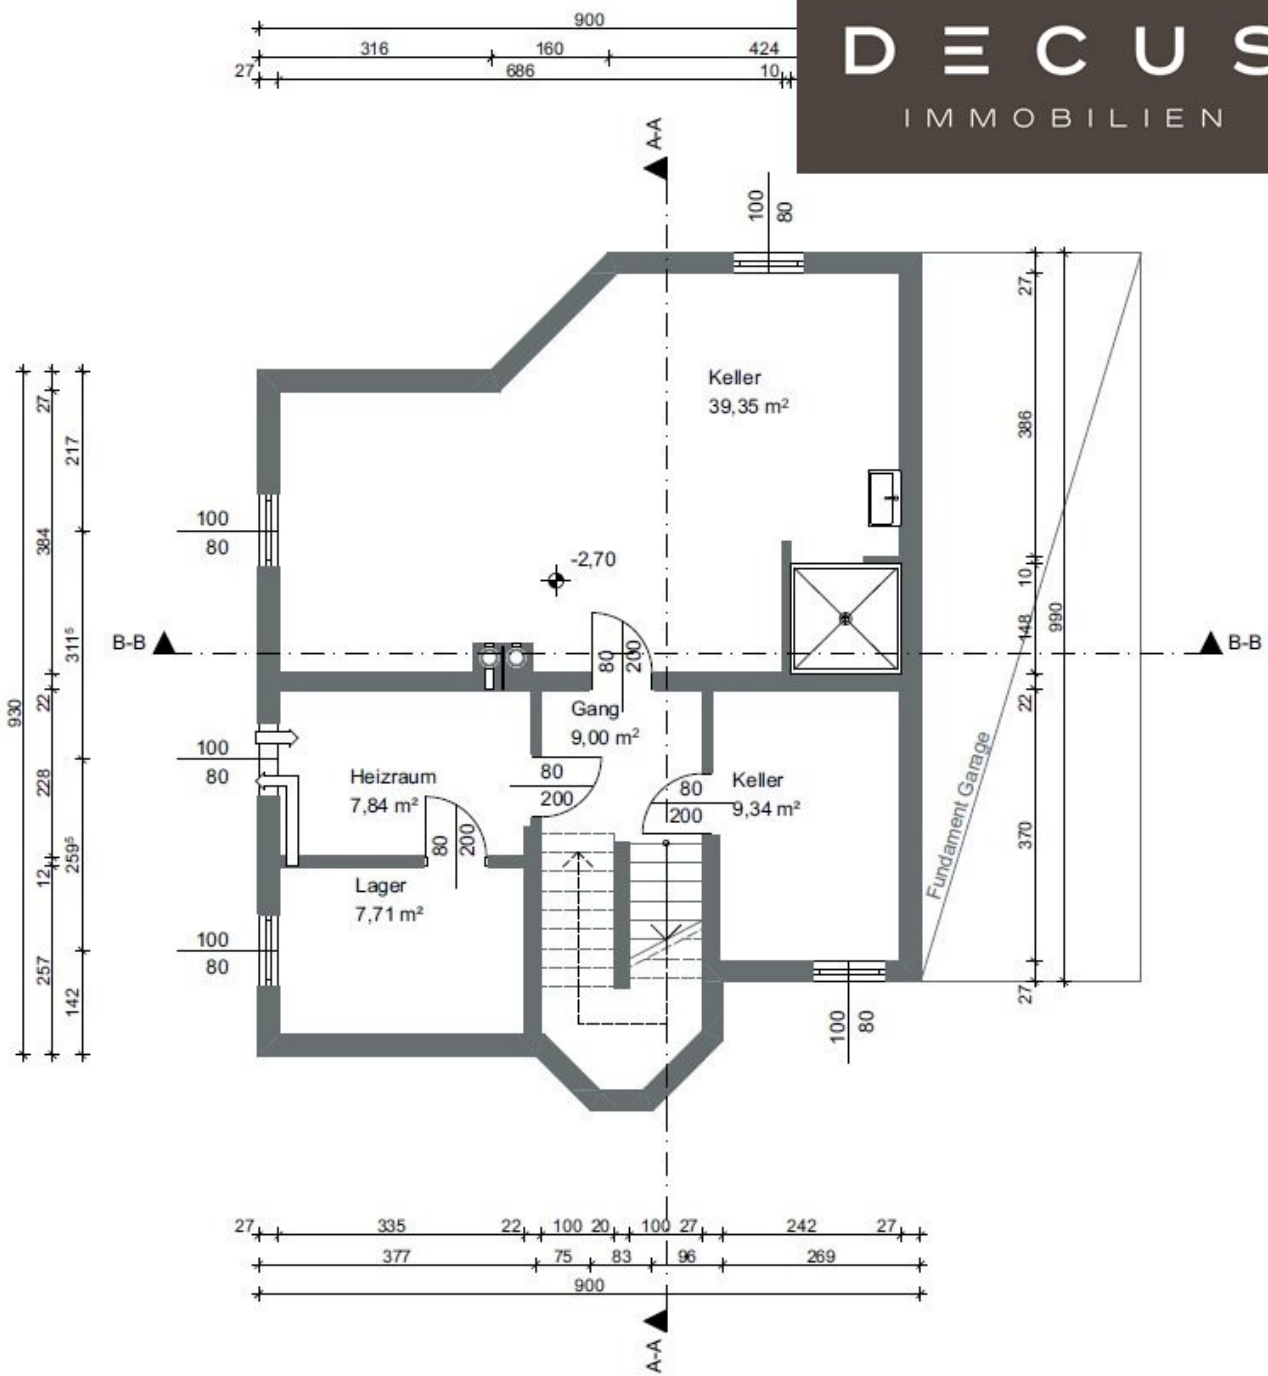 900
316 160 424
27 686 10
DECUS
IMMOBILIEN
A-A
100
80
27
Keller
39,35 m²
27
217
386
100
80
384
-2,70
10
148
990
B-B
B-B
311⁵
80
200
22
22
930
Gang
9,00 m²
100
80
228
Heizraum
7,84 m²
80
200
Keller
9,34 m²
80
200
80
200
370
Fundament Garage
12
259⁵
Lager
7,71 m²
100
80
257
142
27
100
80
27 335 22 100 20 100 27 242 27
377 75 83 96 269
900
A-A